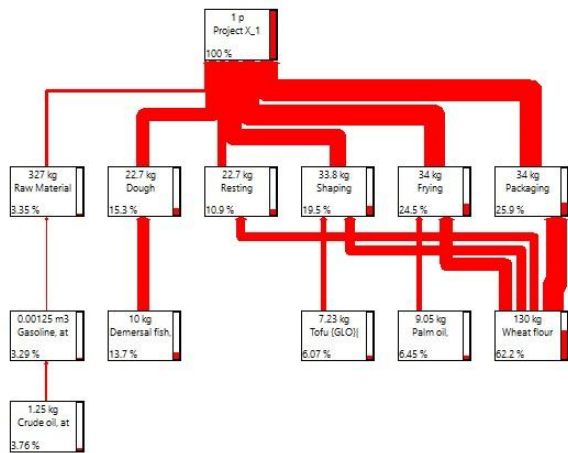 1 p
Project X_1
100 %
327 kg
Raw Material
3.35 %
22.7 kg
Dough
15.3 %
22.7 kg
Resting
10.9 %
33.8 kg
Shaping
19.5 %
34 kg
Frying
24.5 %
34 kg
Packaging
25.9 %
0.00125 m3
Gasoline, at
3.29 %
10 kg
Demersal fish,
13.7 %
7.23 kg
Tofu {GLO}|
6.07 %
9.05 kg
Palm oil,
6.45 %
130 kg
Wheat flour
62.2 %
1.25 kg
Crude oil, at
3.76 %